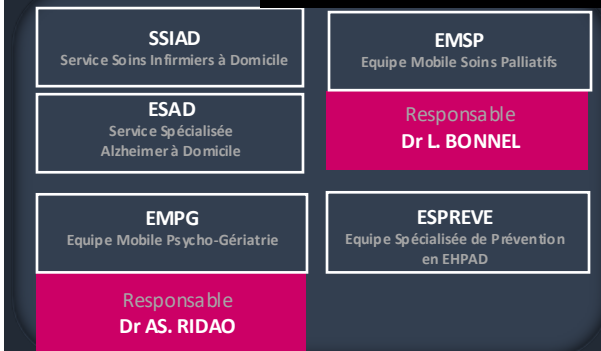 SSIAD
Service Soins Infirmiers à Domicile
ESAD
Service Spécialisée
Alzheimer à Domicile
EMSP
Equipe Mobile Soins Palliatifs
Responsable
Dr L. BONNEL
EMPG
Equipe Mobile Psycho-Gériatrie
Responsable
Dr AS. RIDAO
ESPREVE
Equipe Spécialisée de Prévention
en EHPAD